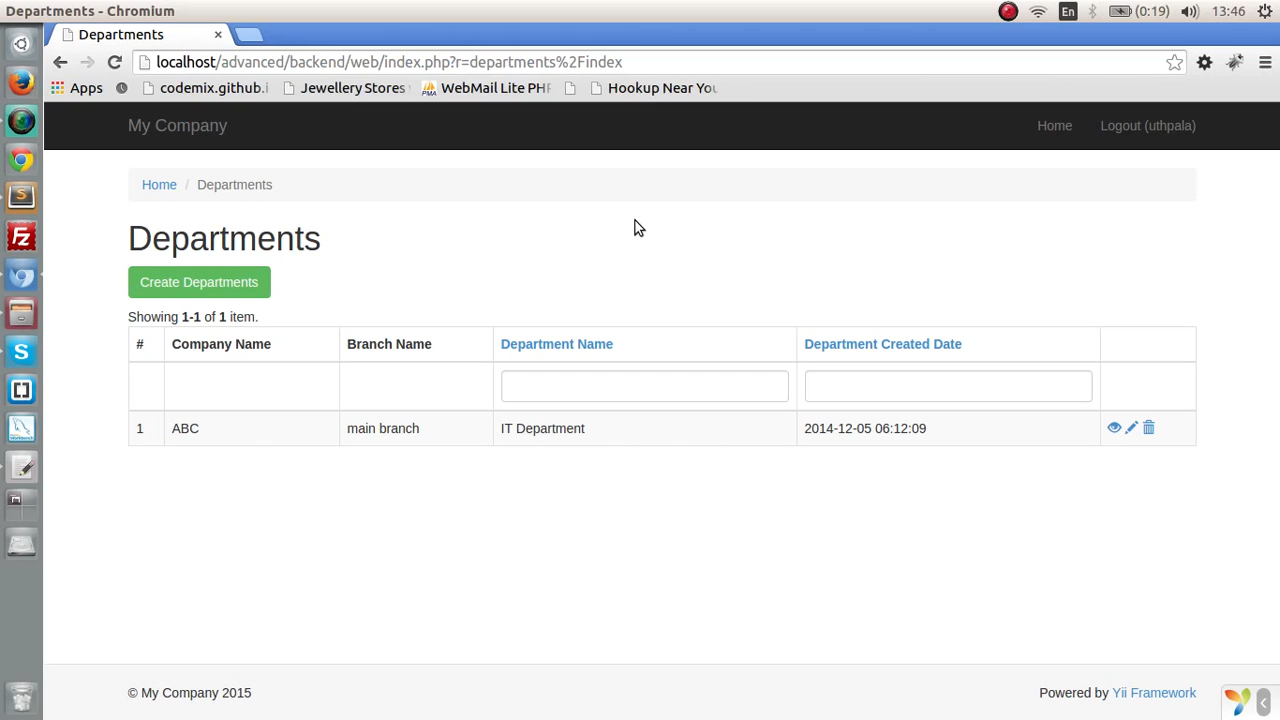 Departments - Chromium
En
(0:19)
13:46
Departments
localhost/advanced/backend/web/index.php?r=departments%2Findex
Apps
codemix.github.i
Jewellery Stores
WebMail Lite PHP
Hookup Near You
My Company
Home
Logout (uthpala)
Home / Departments
Departments
Create Departments
Showing 1-1 of 1 item.
# Company Name Branch Name Department Name Department Created Date
1 ABC main branch IT Department 2014-12-05 06:12:09
© My Company 2015
Powered by Yii Framework